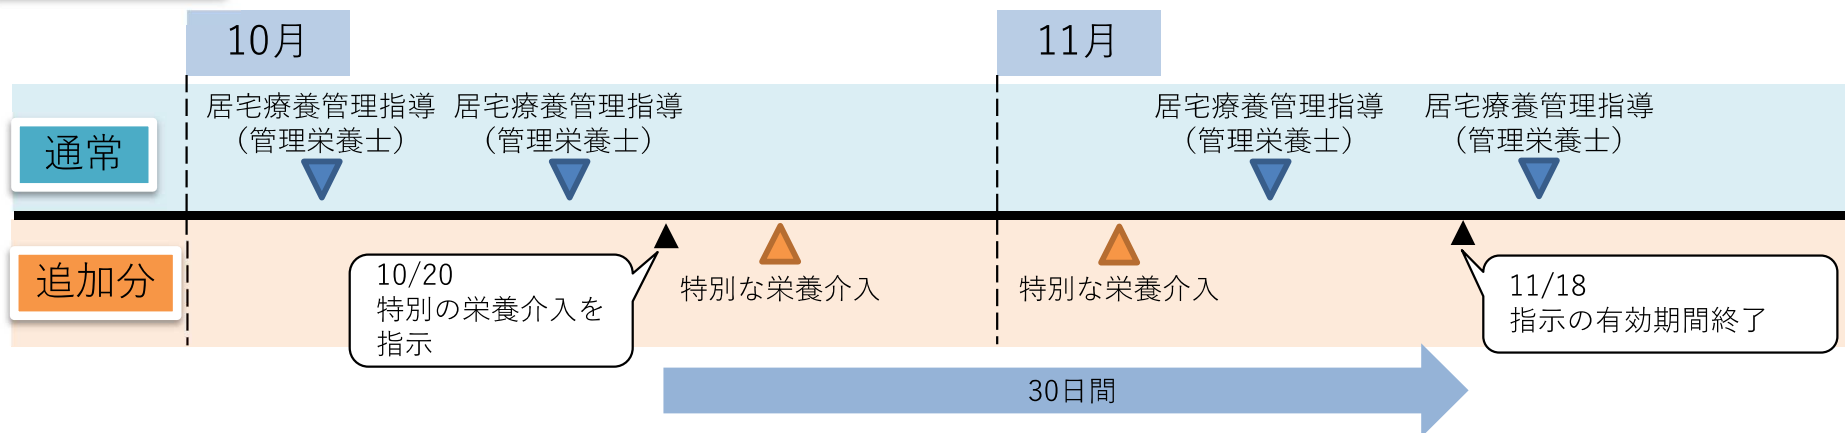 10月
11月
居宅療養管理指導
（管理栄養士）
居宅療養管理指導
（管理栄養士）
居宅療養管理指導
（管理栄養士）
居宅療養管理指導
（管理栄養士）
通常
追加分
10/20
特別の栄養介入を
指示
特別な栄養介入
特別な栄養介入
11/18
指示の有効期間終了
30日間